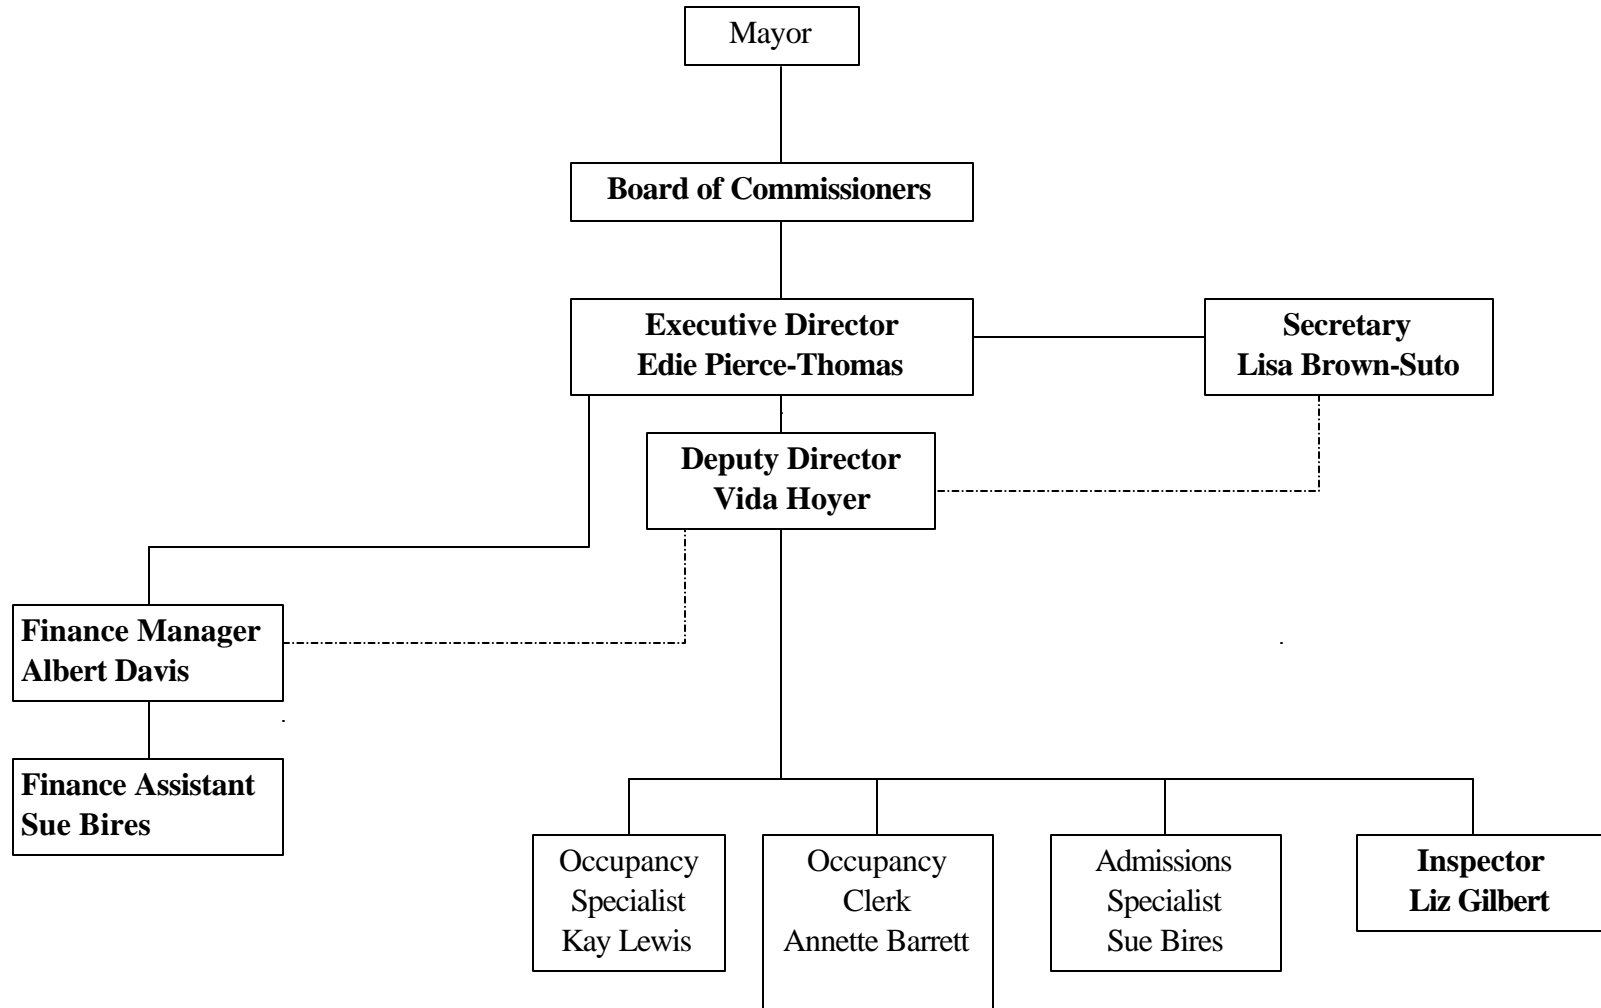 Mayor
Board of Commissioners
Executive Director
Edie Pierce-Thomas
Secretary
Lisa Brown-Suto
Deputy Director
Vida Hoyer
Finance Manager
Albert Davis
Finance Assistant
Sue Bires
Occupancy
Specialist
Kay Lewis
Occupancy
Clerk
Annette Barrett
Admissions
Specialist
Sue Bires
Inspector
Liz Gilbert